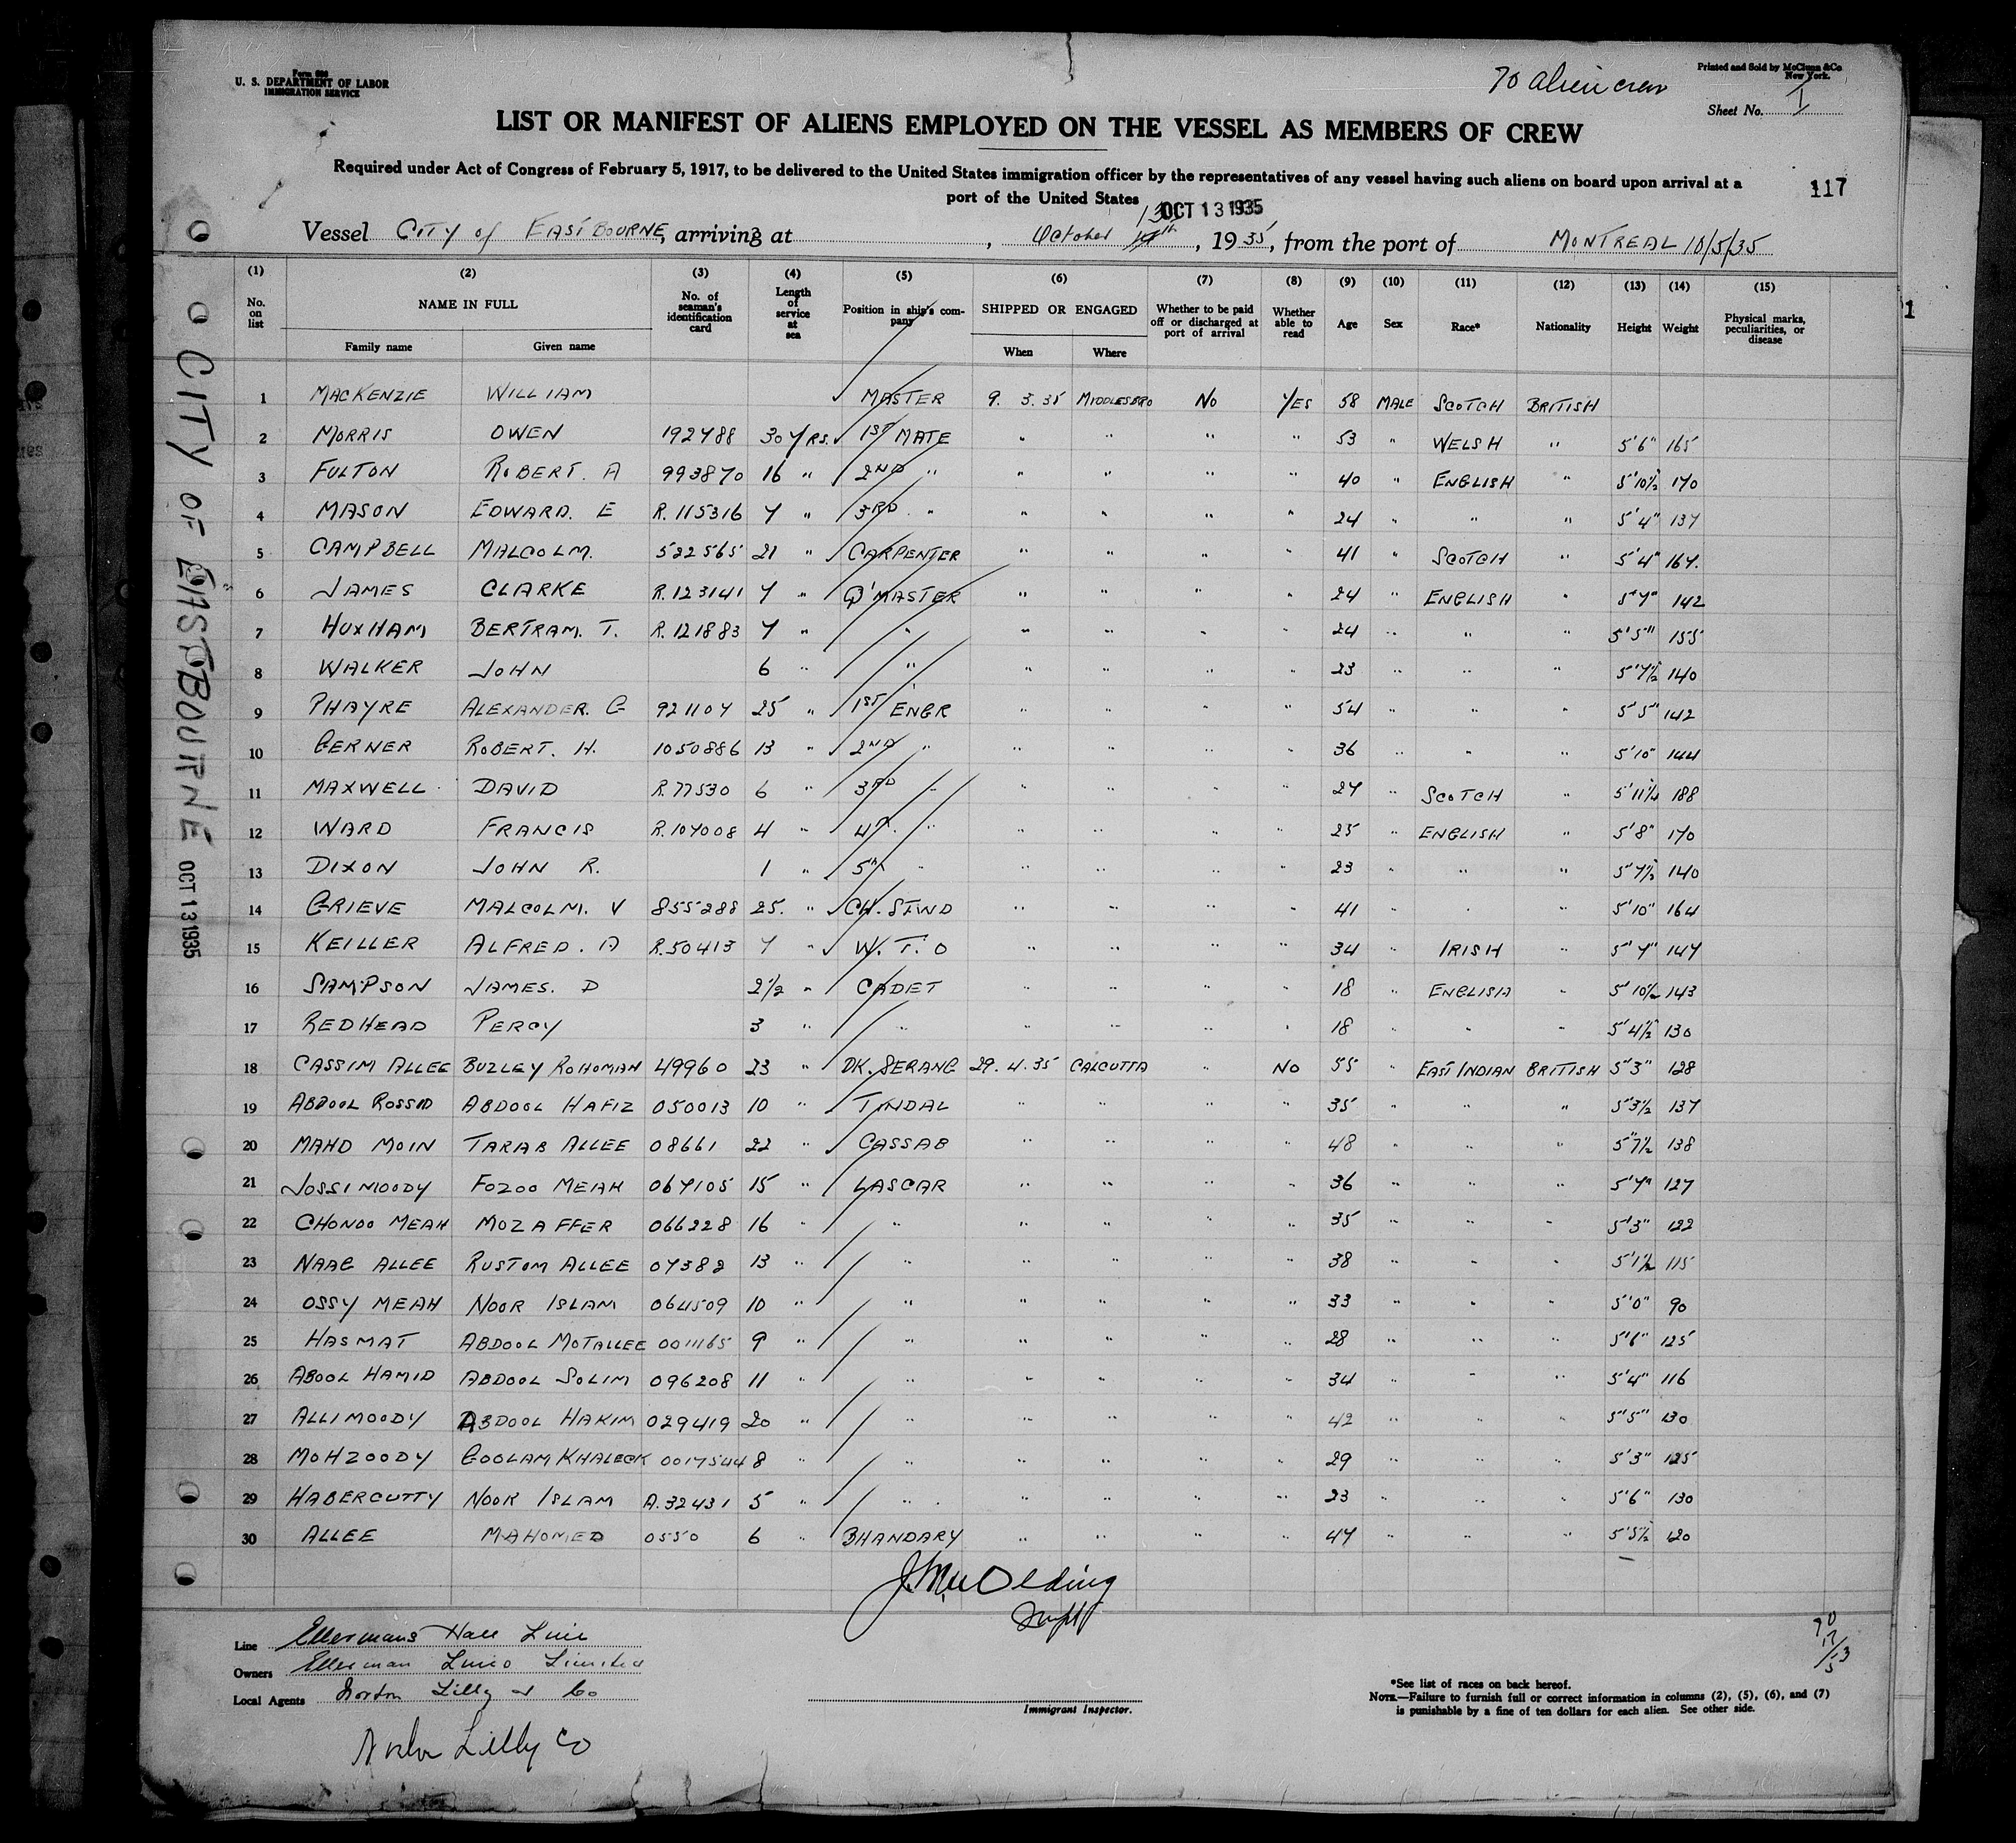 Form 686
U. S. DEPARTMENT OF LABOR
IMMIGRATION SERVICE
70 alien crew
Printed and Sold by McClunn &Co
New York.
Sheet No. 1
LIST OR MANIFEST OF ALIENS EMPLOYED ON THE VESSEL AS MEMBERS OF CREW
Required under Act of Congress of February 5, 1917, to be delivered to the United States immigration officer by the representatives of any vessel having such aliens on board upon arrival at a
port of the United States
117
OCT 13 1935
Vessel CITY of EASTBOURNE, arriving at , October 13th, 1935, from the port of MONTREAL 10/5/35
(1) (2) (3) (4) (5) (6) (7) (8) (9) (10) (11) (12) (13) (14) (15)
No. on list NAME IN FULL Family name Given name No. of seaman's identification card Length of service at sea Position in ship's company SHIPPED OR ENGAGED When Where Whether to be paid off or discharged at port of arrival Whether able to read Age Sex Race* Nationality Height Weight Physical marks, peculiarities, or disease
1 MACKENZIE WILLIAM MASTER 9. 3. 35 MIDDLESBRO NO YES 58 MALE SCOTCH BRITISH
2 MORRIS OWEN 192788 30 YRS. 1ST MATE " " " " 53 " WELSH " 5'6" 165
3 FULTON ROBERT. A 993870 16 " 2ND " " " " " 40 " ENGLISH " 5'10½ 170
4 MASON EDWARD. E R.115316 7 " 3RD " " " " " 24 " " " 5'4" 137
5 CAMPBELL MALCOLM. 522565 21 " CARPENTER " " " " 41 " SCOTCH " 5'4" 167.
6 JAMES CLARKE R.123141 7 " Q'MASTER " " " " 24 " ENGLISH " 5'7" 142
7 HUXHAM BERTRAM. T. R.121883 7 " " " " " " 24 " " " 5'5" 155
8 WALKER JOHN 6 " " " " " " 23 " " " 5'7½ 140
9 PHAYRE ALEXANDER. G 921107 25 " 1ST ENGR " " " " 54 " " " 5'5" 142
10 GERNER ROBERT. H. 1050886 13 " 2ND " " " " " 36 " " " 5'10" 144
11 MAXWELL DAVID R.77530 6 " 3RD " " " " " 27 " SCOTCH " 5'11¼ 188
12 WARD FRANCIS R.107008 4 " 4th " " " " " 25 " ENGLISH " 5'8" 170
13 DIXON JOHN R. 1 " 5th " " " " " 23 " " " 5'7½ 140
14 GRIEVE MALCOLM. V 855288 25. " CH. STWD " " " " 41 " " " 5'10" 164
15 KEILLER ALFRED. A R.50413 7 " W. T. O " " " " 34 " IRISH " 5'7" 147
16 SAMPSON JAMES. D 2½ " CADET " " " " 18 " ENGLISH " 5'10½ 143
17 REDHEAD PERCY 3 " " " " " " 18 " " " 5'4½ 130
18 CASSIM ALLEE BUZLEY ROHOMAN 49960 23 " DK. SERANG 29. 4. 35 CALCUTTA " NO 55 " EAST INDIAN BRITISH 5'3" 128
19 ABDOOL ROSSID ABDOOL HAFIZ 050013 10 " TINDAL " " " " 35 " " " 5'3½ 137
20 MAHD MOIN TARAB ALLEE 08661 22 " CASSAB " " " " 48 " " " 5'7½ 138
21 JOSSIMOODY FOZOO MEAH 067105 15 " LASCAR " " " " 36 " " " 5'7" 127
22 CHONOO MEAH MOZAFFER 066228 16 " " " " " " 35 " " " 5'3" 122
23 NAAG ALLEE RUSTOM ALLEE 07382 13 " " " " " " 38 " " " 5'1½ 115
24 OSSY MEAH NOOR ISLAM 064509 10 " " " " " " 33 " " " 5'0" 90
25 HASMAT ABDOOL MOTALLEE 0011165 9 " " " " " " 28 " " " 5'6" 125
26 ABOOL HAMID ABDOOL SOLIM 096208 11 " " " " " " 34 " " " 5'4" 116
27 ALLIMOODY ABDOOL HAKIM 029419 20 " " " " " " 42 " " " 5'5" 130
28 MOHZOODY GOOLAM KHALECK 0017544 8 " " " " " " 29 " " " 5'3" 125
29 HABERCUTTY NOOR ISLAM A.32431 5 " " " " " " 23 " " " 5'6" 130
30 ALLEE MAHOMED 0550 6 " BHANDARY " " " " 47 " " " 5'5½ 120
Line Ellermans Hall Line
Owners Ellerman Lines Limited
Local Agents Norton Lilly & Co
Immigrant Inspector.
*See list of races on back hereof.
NOTE.—Failure to furnish full or correct information in columns (2), (5), (6), and (7)
is punishable by a fine of ten dollars for each alien. See other side.
Norton Lilly Co
CITY OF EASTBOURNE OCT 13 1935
1